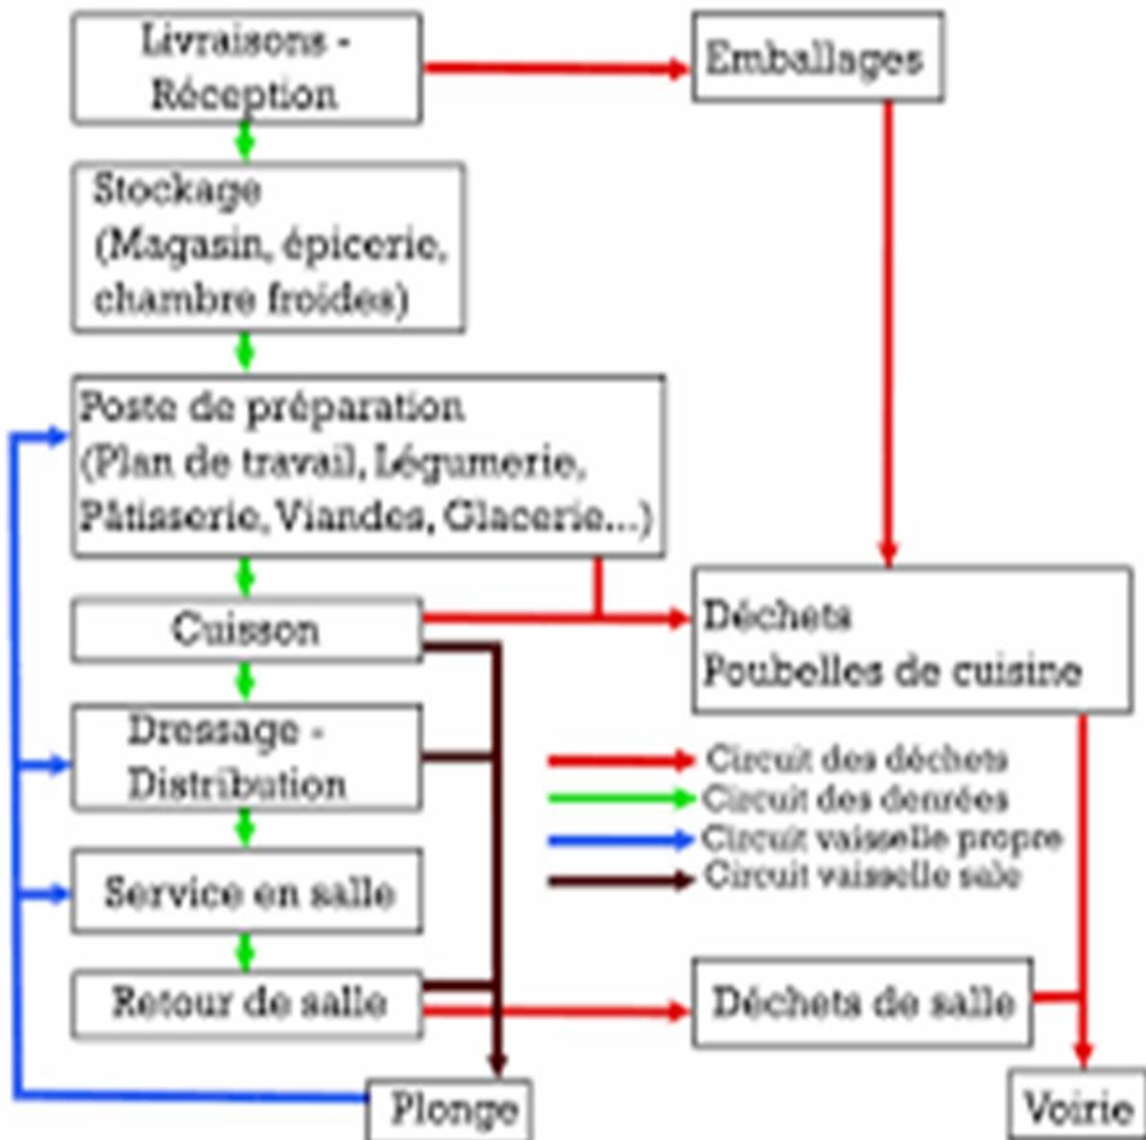 Livraisons -
Réception
Emballages
Stockage
(Magasin, épicerie,
chambre froides)
Poste de préparation
(Plan de travail, Légumerie,
Pâtisserie, Viandes, Glacerie...)
Cuisson
Déchets
Poubelles de cuisine
Dressage -
Distribution
Circuit des déchets
Circuit des denrées
Circuit vaisselle propre
Circuit vaisselle sale
Service en salle
Retour de salle
Déchets de salle
Plonge
Voirie